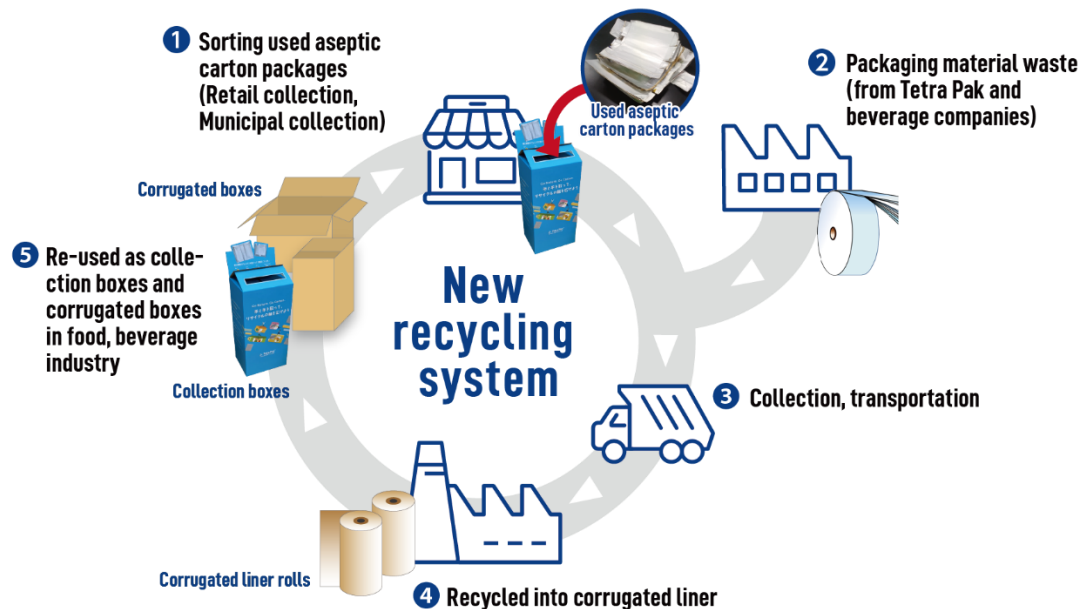 1 Sorting used aseptic
carton packages
(Retail collection,
Municipal collection)
Used aseptic
carton packages
2 Packaging material waste
(from Tetra Pak and
beverage companies)
Corrugated boxes
5 Re-used as colle-
ction boxes and
corrugated boxes
in food, beverage
industry
Collection boxes
New
recycling
system
3 Collection, transportation
Corrugated liner rolls
4 Recycled into corrugated liner